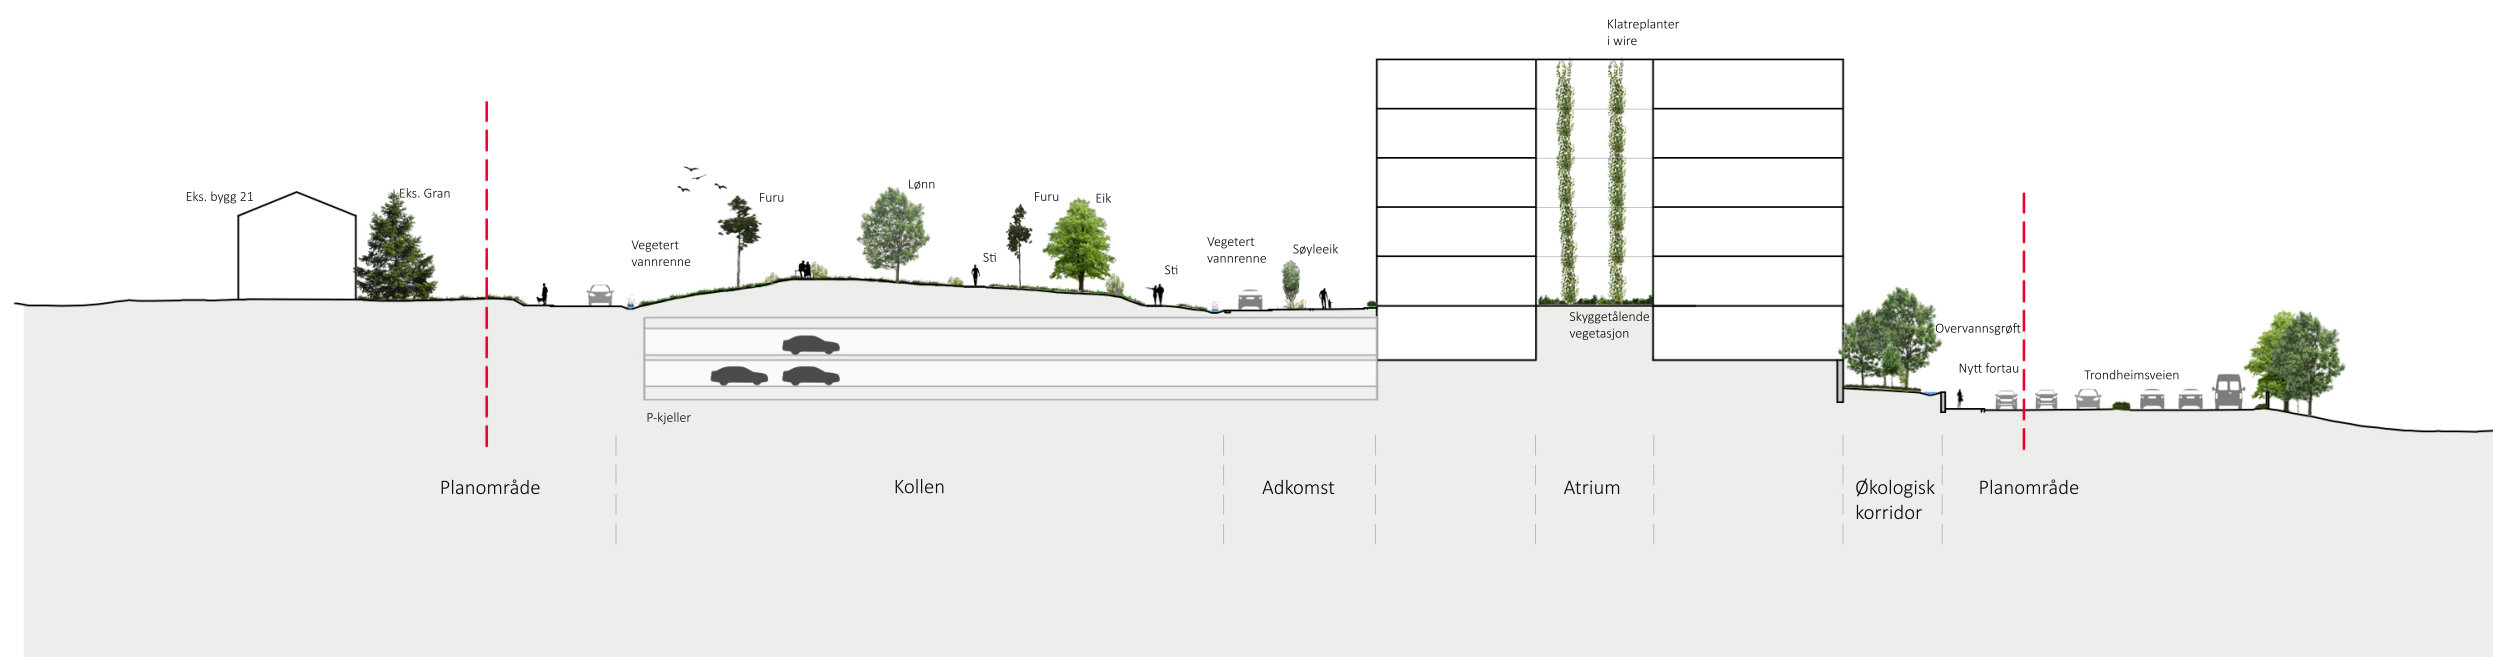 Klatreplanter
i wire
Eks. bygg 21
Eks. Gran
Furu
Lønn
Furu
Eik
Vegetert
vannrenne
Sti
Sti
Vegetert
vannrenne
Søyleeik
Skyggetålende
vegetasjon
Overvannsgrøft
Nytt fortau
Trondheimsveien
P-kjeller
Planområde
Kollen
Adkomst
Atrium
Økologisk
korridor
Planområde